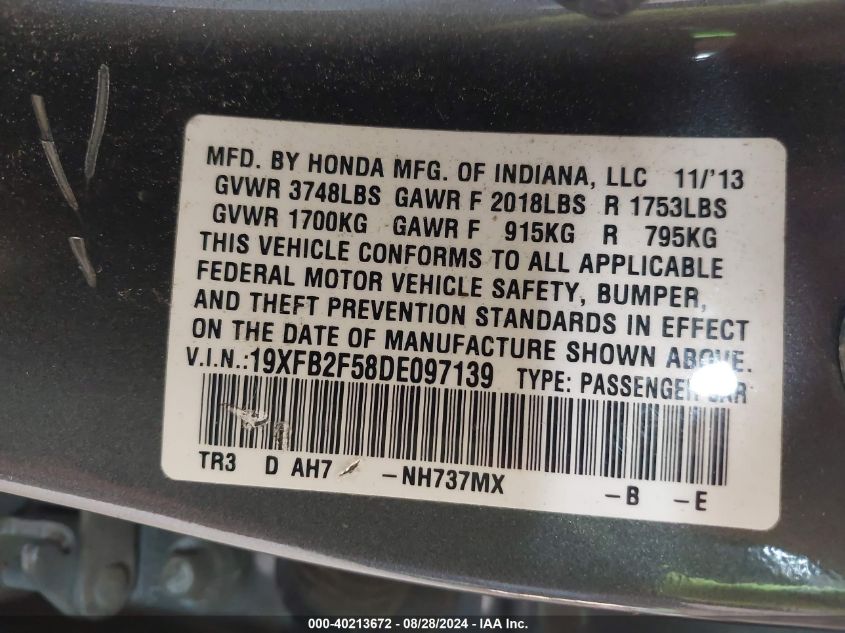 MFD. BY HONDA MFG. OF INDIANA, LLC 11/'13
GVWR 3748LBS GAWR F 2018LBS R 1753LBS
GVWR 1700KG GAWR F 915KG R 795KG
THIS VEHICLE CONFORMS TO ALL APPLICABLE
FEDERAL MOTOR VEHICLE SAFETY, BUMPER,
AND THEFT PREVENTION STANDARDS IN EFFECT
ON THE DATE OF MANUFACTURE SHOWN ABOVE.
V.I.N.:19XFB2F58DE097139 TYPE: PASSENGER CAR
TR3 D AH7 -NH737MX -B -E
000-40213672 - 08/28/2024 - IAA Inc.